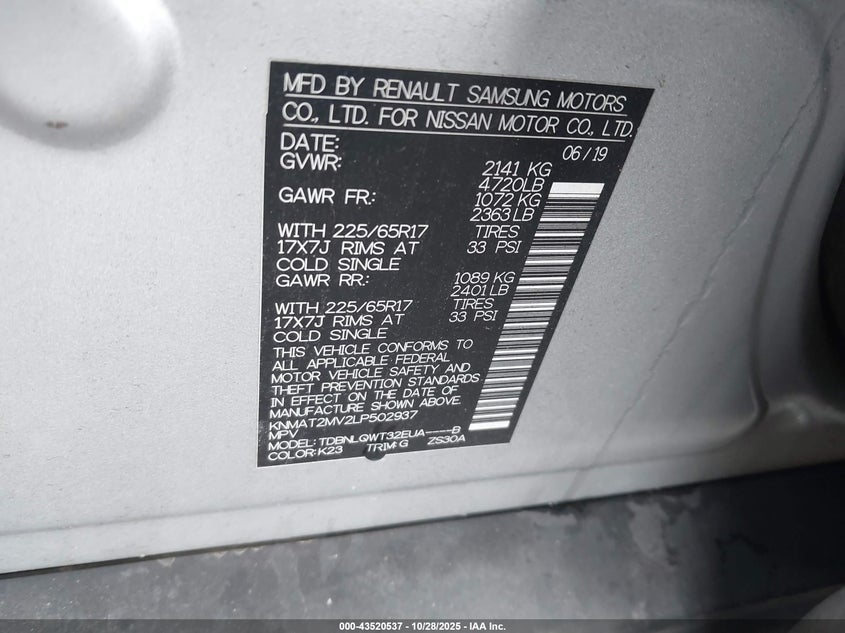 MFD BY RENAULT SAMSUNG MOTORS
CO., LTD. FOR NISSAN MOTOR CO., LTD.
DATE: 06/19
GVWR: 2141 KG
4720LB
GAWR FR: 1072 KG
2363 LB
WITH 225/65R17 TIRES
17X7J RIMS AT 33 PSI
COLD SINGLE
GAWR RR: 1089 KG
2401 LB
WITH 225/65R17 TIRES
17X7J RIMS AT 33 PSI
COLD SINGLE
THIS VEHICLE CONFORMS TO
ALL APPLICABLE FEDERAL
MOTOR VEHICLE SAFETY AND
THEFT PREVENTION STANDARDS
IN EFFECT ON THE DATE OF
MANUFACTURE SHOWN ABOVE.
KNMAT2MV2LP502937
MPV
MODEL: TDBNLQWT32EUA----B
COLOR: K23 TRIM: G ZS30A
000-43520537 - 10/28/2025 - IAA Inc.